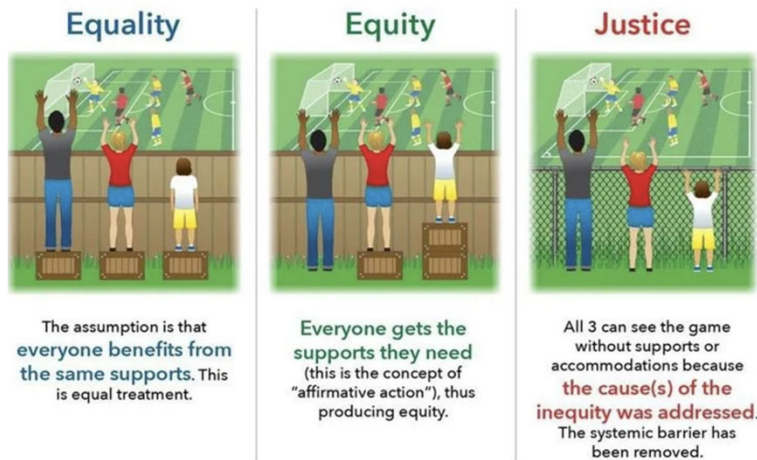 Equality
The assumption is that
everyone benefits from
the same supports. This
is equal treatment.
Equity
Everyone gets the
supports they need
(this is the concept of
"affirmative action"), thus
producing equity.
Justice
All 3 can see the game
without supports or
accommodations because
the cause(s) of the
inequity was addressed.
The systemic barrier has
been removed.